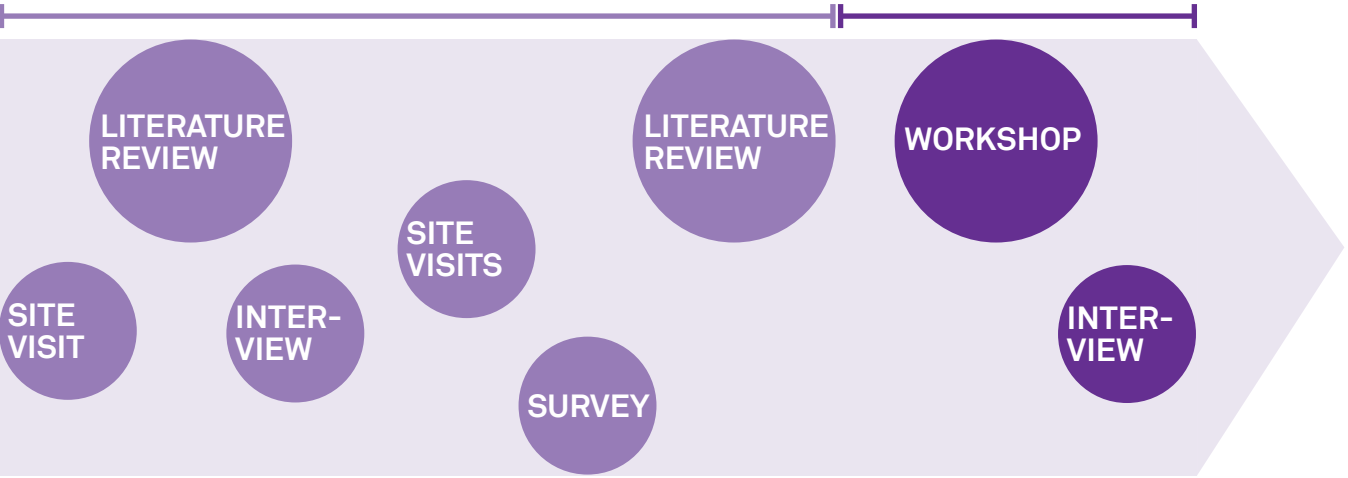 LITERATURE
REVIEW
LITERATURE
REVIEW
WORKSHOP
SITE
VISITS
SITE
VISIT
INTER-
VIEW
INTER-
VIEW
SURVEY